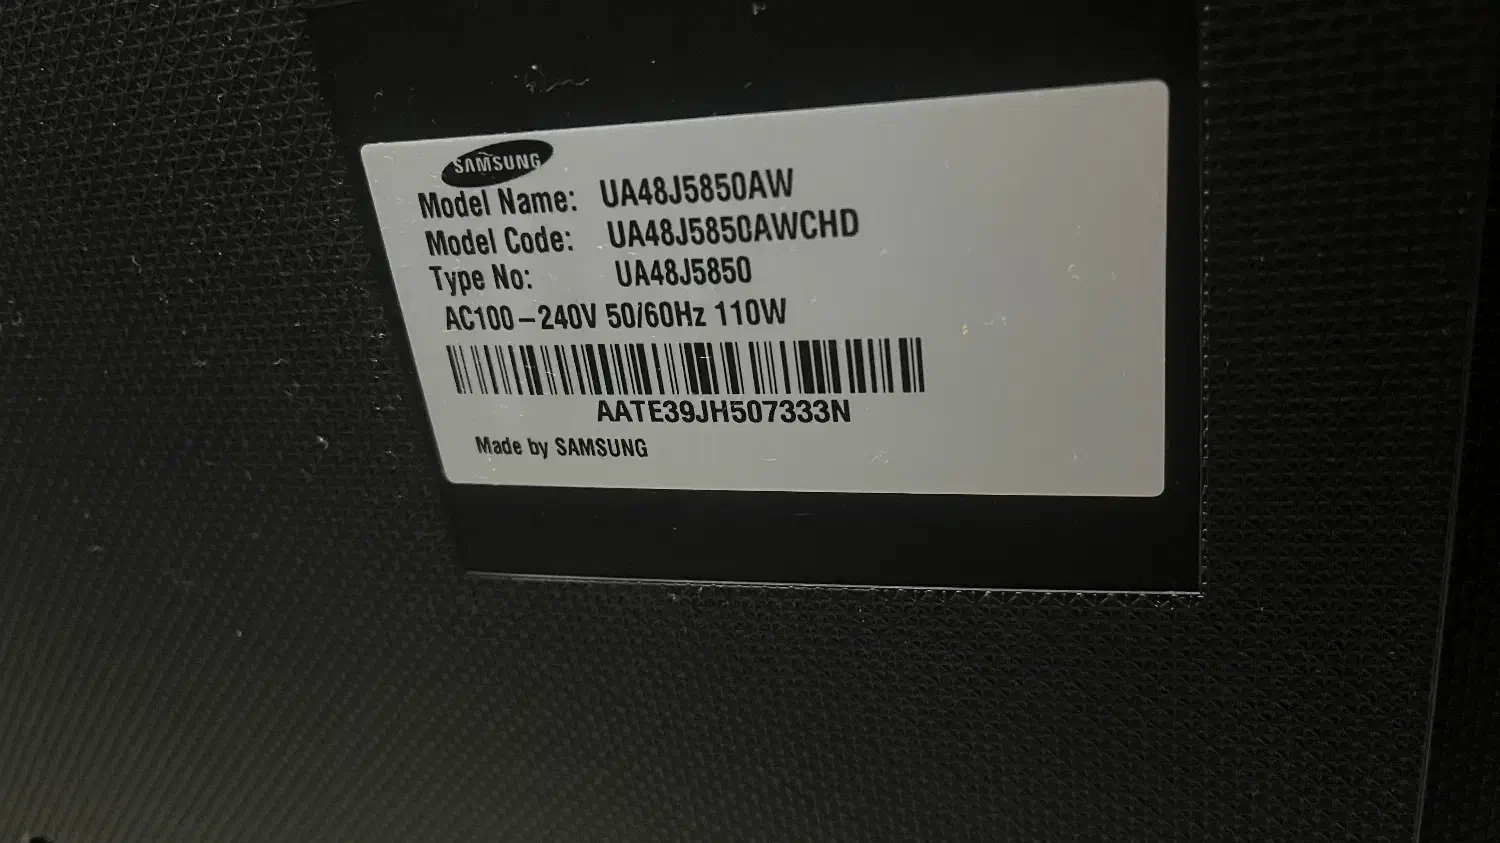 SAMSUNG
Model Name: UA48J5850AW
Model Code: UA48J5850AWCHD
Type No: UA48J5850
AC100-240V 50/60Hz 110W
AATE39JH507333N
Made by SAMSUNG